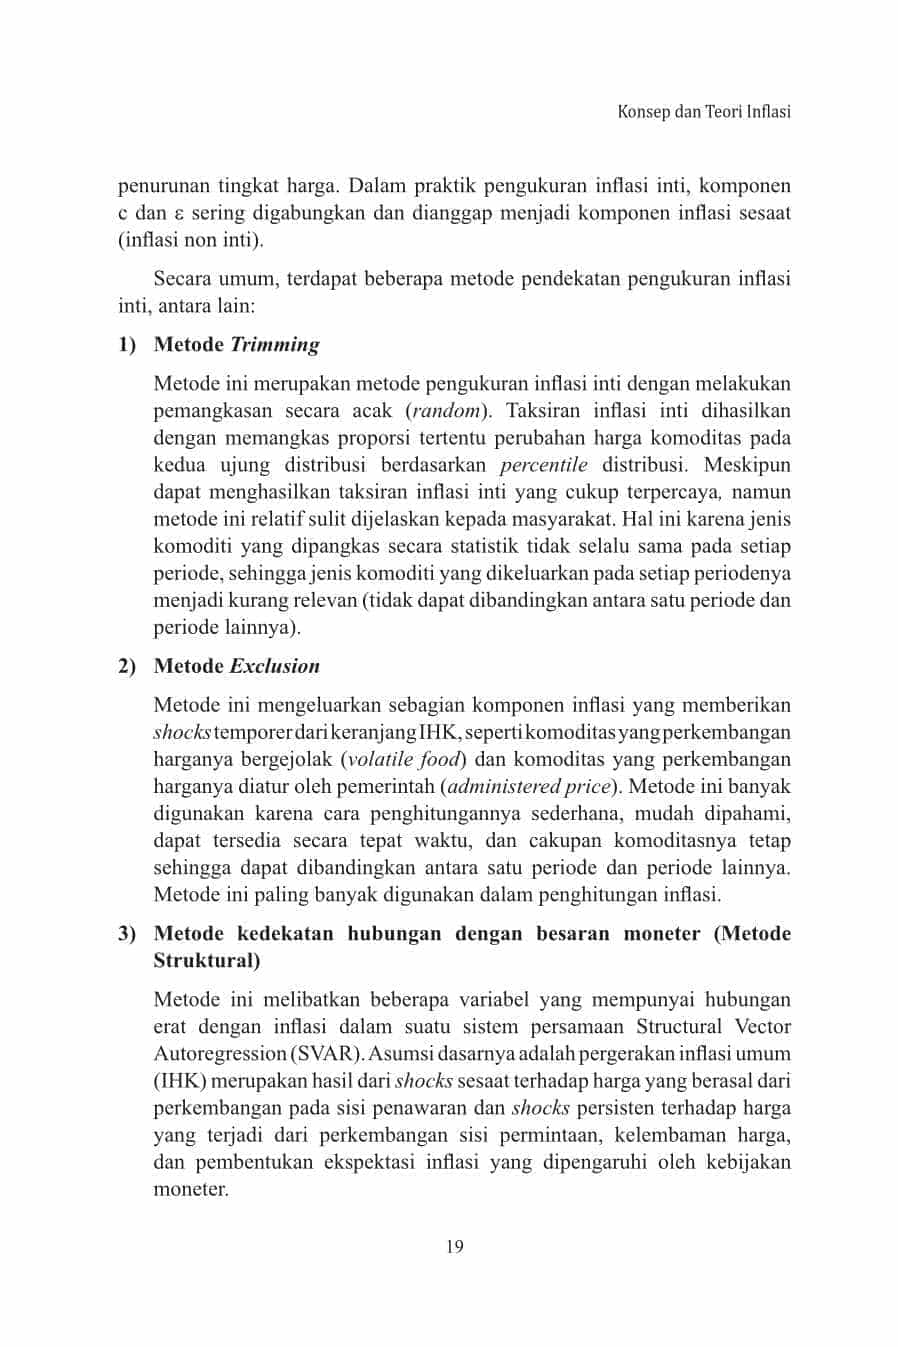 Konsep dan Teori Inflasi
penurunan tingkat harga. Dalam praktik pengukuran inflasi inti, komponen
c dan ε sering digabungkan dan dianggap menjadi komponen inflasi sesaat
(inflasi non inti).
Secara umum, terdapat beberapa metode pendekatan pengukuran inflasi
inti, antara lain:
1) Metode Trimming
Metode ini merupakan metode pengukuran inflasi inti dengan melakukan
pemangkasan secara acak (random). Taksiran inflasi inti dihasilkan
dengan memangkas proporsi tertentu perubahan harga komoditas pada
kedua ujung distribusi berdasarkan percentile distribusi. Meskipun
dapat menghasilkan taksiran inflasi inti yang cukup terpercaya, namun
metode ini relatif sulit dijelaskan kepada masyarakat. Hal ini karena jenis
komoditi yang dipangkas secara statistik tidak selalu sama pada setiap
periode, sehingga jenis komoditi yang dikeluarkan pada setiap periodenya
menjadi kurang relevan (tidak dapat dibandingkan antara satu periode dan
periode lainnya).
2) Metode Exclusion
Metode ini mengeluarkan sebagian komponen inflasi yang memberikan
shocks temporer dari keranjang IHK, seperti komoditas yang perkembangan
harganya bergejolak (volatile food) dan komoditas yang perkembangan
harganya diatur oleh pemerintah (administered price). Metode ini banyak
digunakan karena cara penghitungannya sederhana, mudah dipahami,
dapat tersedia secara tepat waktu, dan cakupan komoditasnya tetap
sehingga dapat dibandingkan antara satu periode dan periode lainnya.
Metode ini paling banyak digunakan dalam penghitungan inflasi.
3) Metode kedekatan hubungan dengan besaran moneter (Metode
Struktural)
Metode ini melibatkan beberapa variabel yang mempunyai hubungan
erat dengan inflasi dalam suatu sistem persamaan Structural Vector
Autoregression (SVAR). Asumsi dasarnya adalah pergerakan inflasi umum
(IHK) merupakan hasil dari shocks sesaat terhadap harga yang berasal dari
perkembangan pada sisi penawaran dan shocks persisten terhadap harga
yang terjadi dari perkembangan sisi permintaan, kelembaman harga,
dan pembentukan ekspektasi inflasi yang dipengaruhi oleh kebijakan
moneter.
19